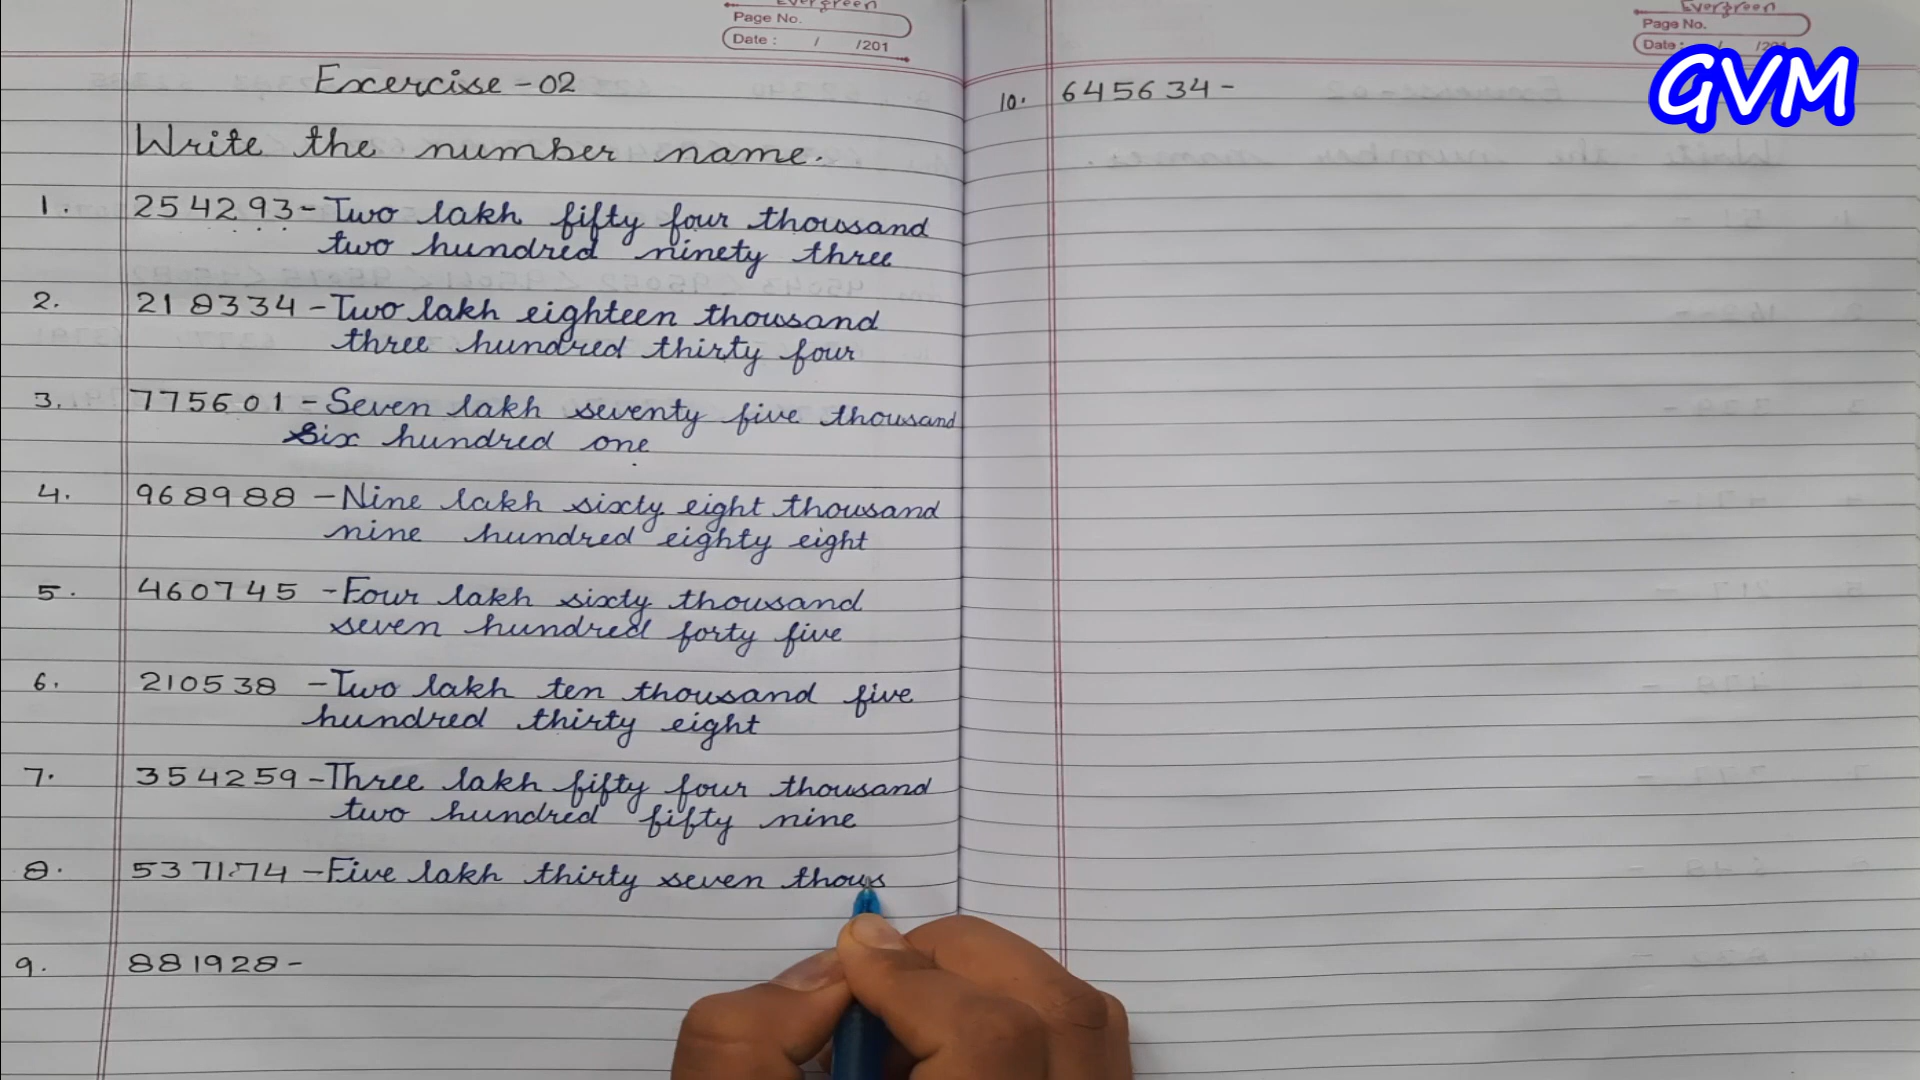 Evergreen
Page No.
Date : / /201
Excercise - 02
Write the number name.
1. 254293 - Two lakh fifty four thousand
two hundred ninety three
2. 218334 - Two lakh eighteen thousand
three hundred thirty four
3. 775601 - Seven lakh seventy five thousand
six hundred one
4. 968988 - Nine lakh sixty eight thousand
nine hundred eighty eight
5. 460745 - Four lakh sixty thousand
seven hundred forty five
6. 210538 - Two lakh ten thousand five
hundred thirty eight
7. 354259 - Three lakh fifty four thousand
two hundred fifty nine
8. 537174 - Five lakh thirty seven thous
9. 881928 -
Evergreen
Page No.
Date : / /201
GVM
10. 645634 -